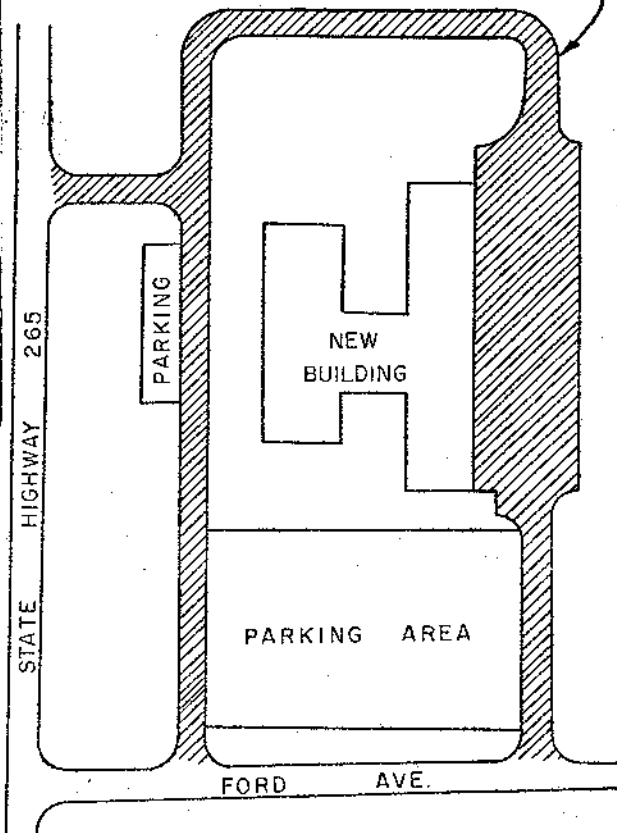 STATE HIGHWAY 265
PARKING
NEW
BUILDING
PARKING AREA
FORD AVE.